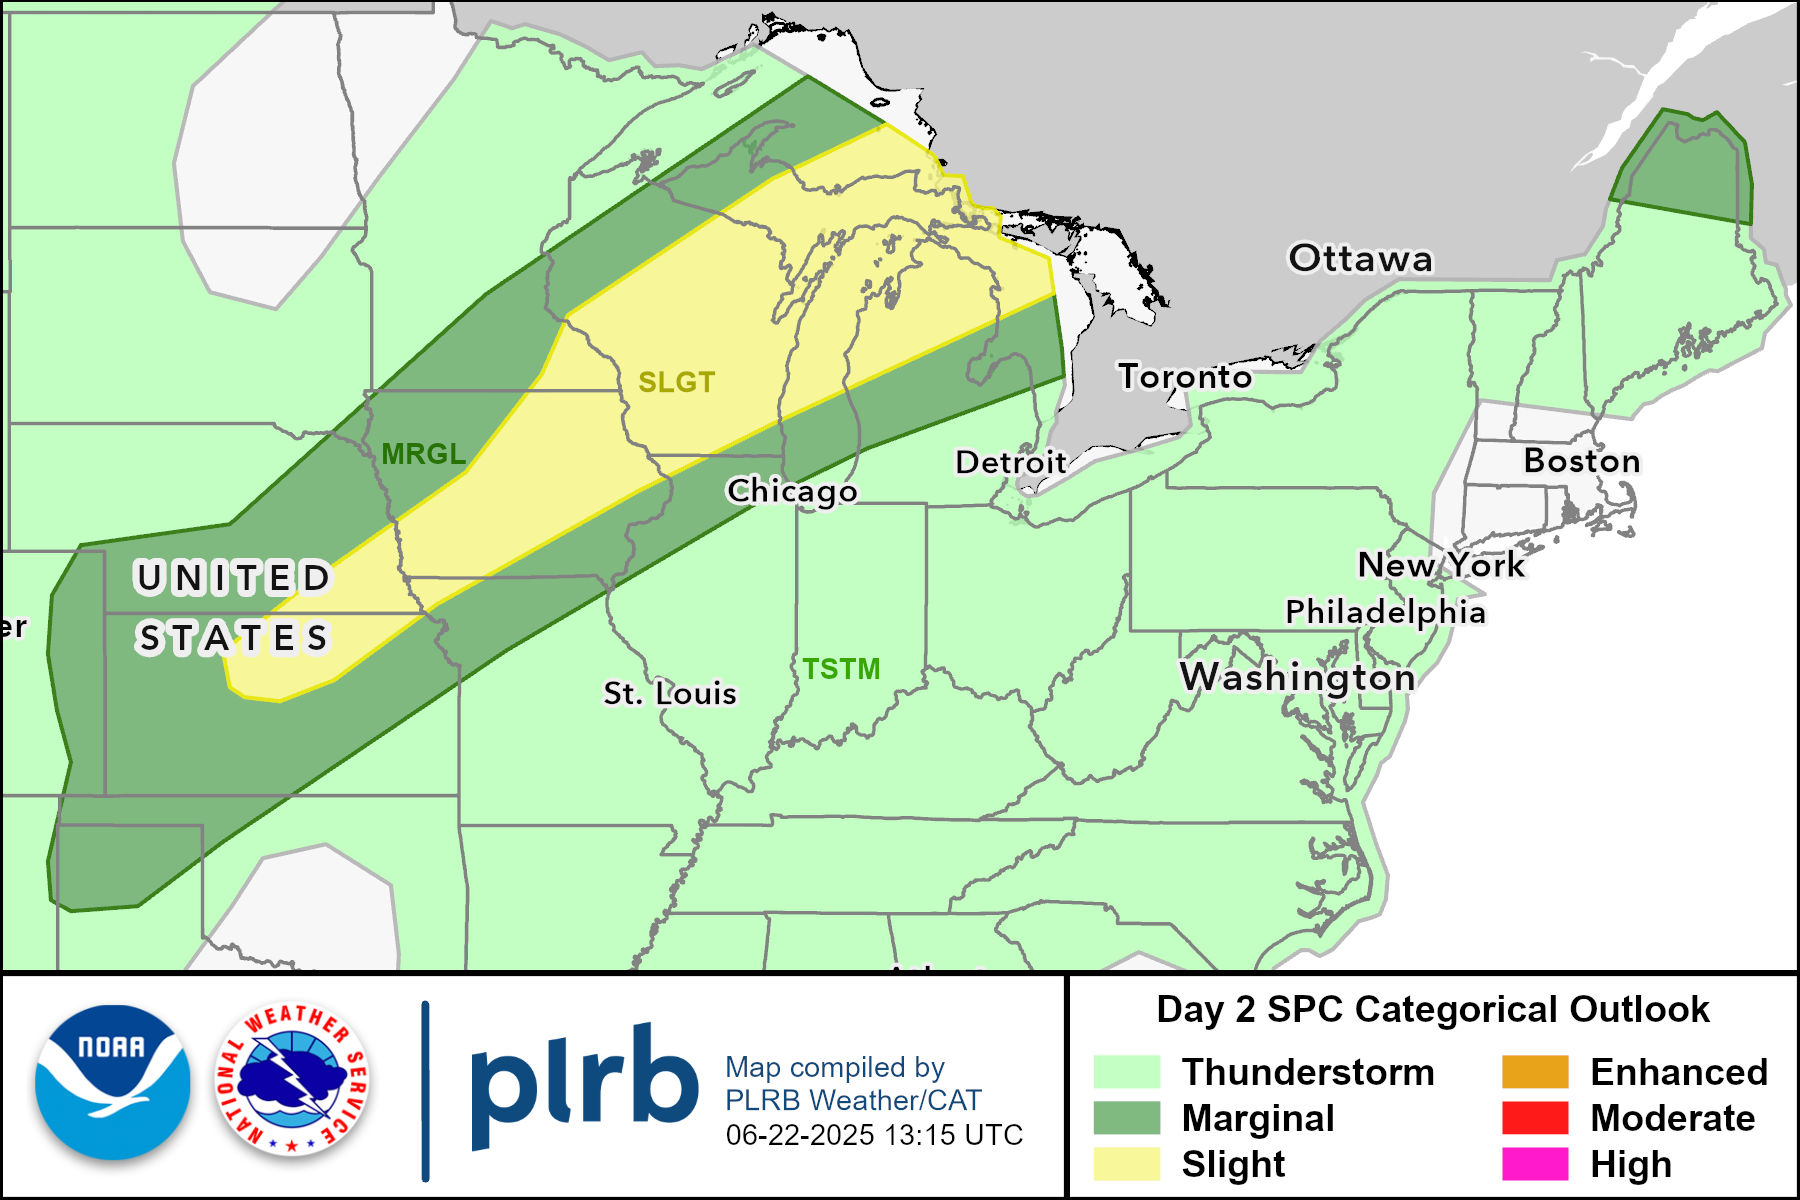 Ottawa
Toronto
SLGT
MRGL
Detroit
Boston
Chicago
UNITED
New York
Philadelphia
er
STATES
TSTM
Washington
St. Louis
NOAA
NATIONAL WEATHER SERVICE
plrb
Map compiled by
PLRB Weather/CAT
06-22-2025 13:15 UTC
Day 2 SPC Categorical Outlook
Thunderstorm
Enhanced
Marginal
Moderate
Slight
High